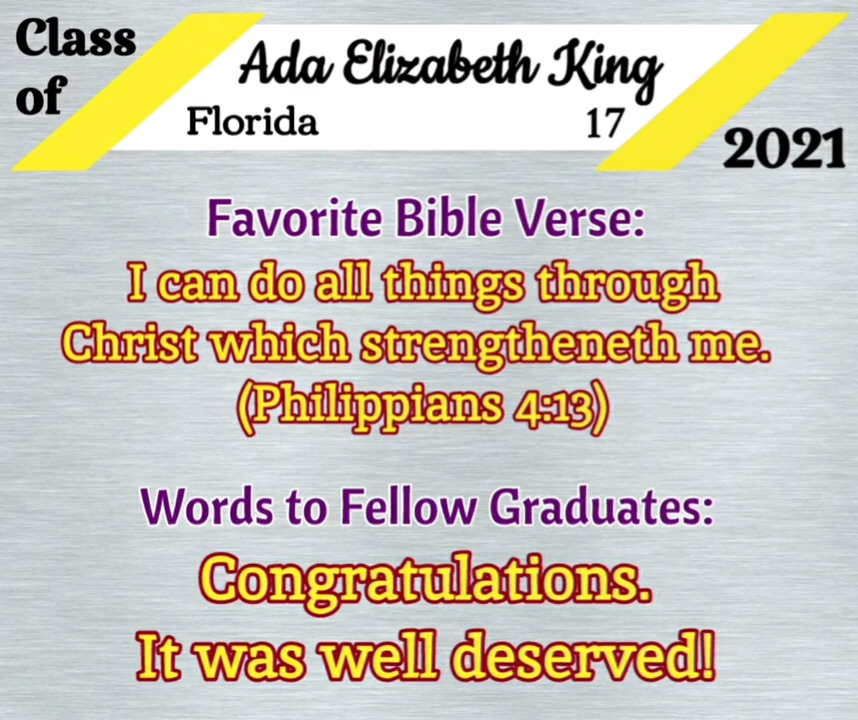 Class
of
Ada Elizabeth King
Florida 17
2021
Favorite Bible Verse:
I can do all things through
Christ which strengtheneth me.
(Philippians 4:13)
Words to Fellow Graduates:
Congratulations.
It was well deserved!